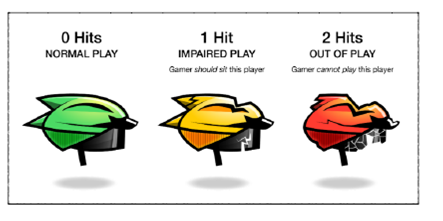 0 Hits
NORMAL PLAY
1 Hit
IMPAIRED PLAY
Gamer should sit this player
2 Hits
OUT OF PLAY
Gamer cannot play this player